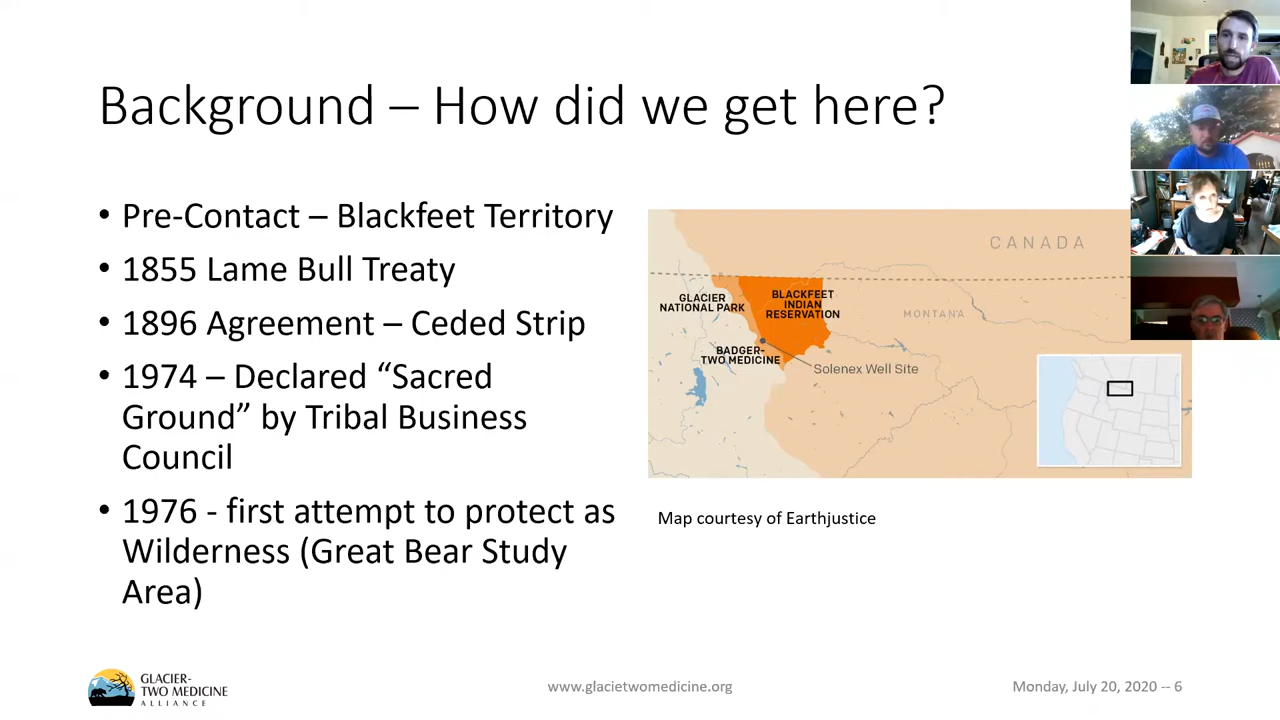 Background – How did we get here?
• Pre-Contact – Blackfeet Territory
• 1855 Lame Bull Treaty
• 1896 Agreement – Ceded Strip
• 1974 – Declared “Sacred
Ground” by Tribal Business
Council
• 1976 - first attempt to protect as
Wilderness (Great Bear Study
Area)
CANADA
GLACIER
NATIONAL PARK
BLACKFEET
INDIAN
RESERVATION
MONTANA
BADGER-
TWO MEDICINE
Solenex Well Site
Map courtesy of Earthjustice
GLACIER-
TWO MEDICINE
ALLIANCE
www.glacietwomedicine.org
Monday, July 20, 2020 -- 6